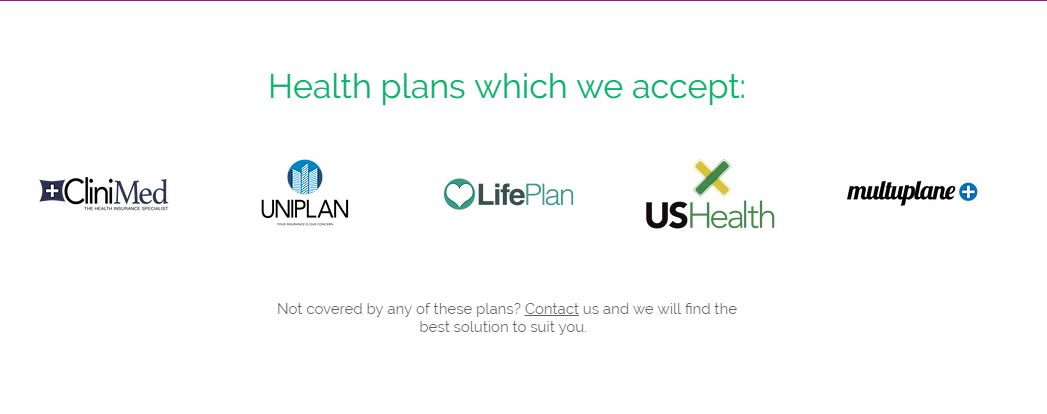 Health plans which we accept:
CliniMed
THE HEALTH INSURANCE SPECIALIST
UNIPLAN
YOUR INSURANCE IS OUR CONCERN
LifePlan
USHealth
multuplane
Not covered by any of these plans? Contact us and we will find the
best solution to suit you.